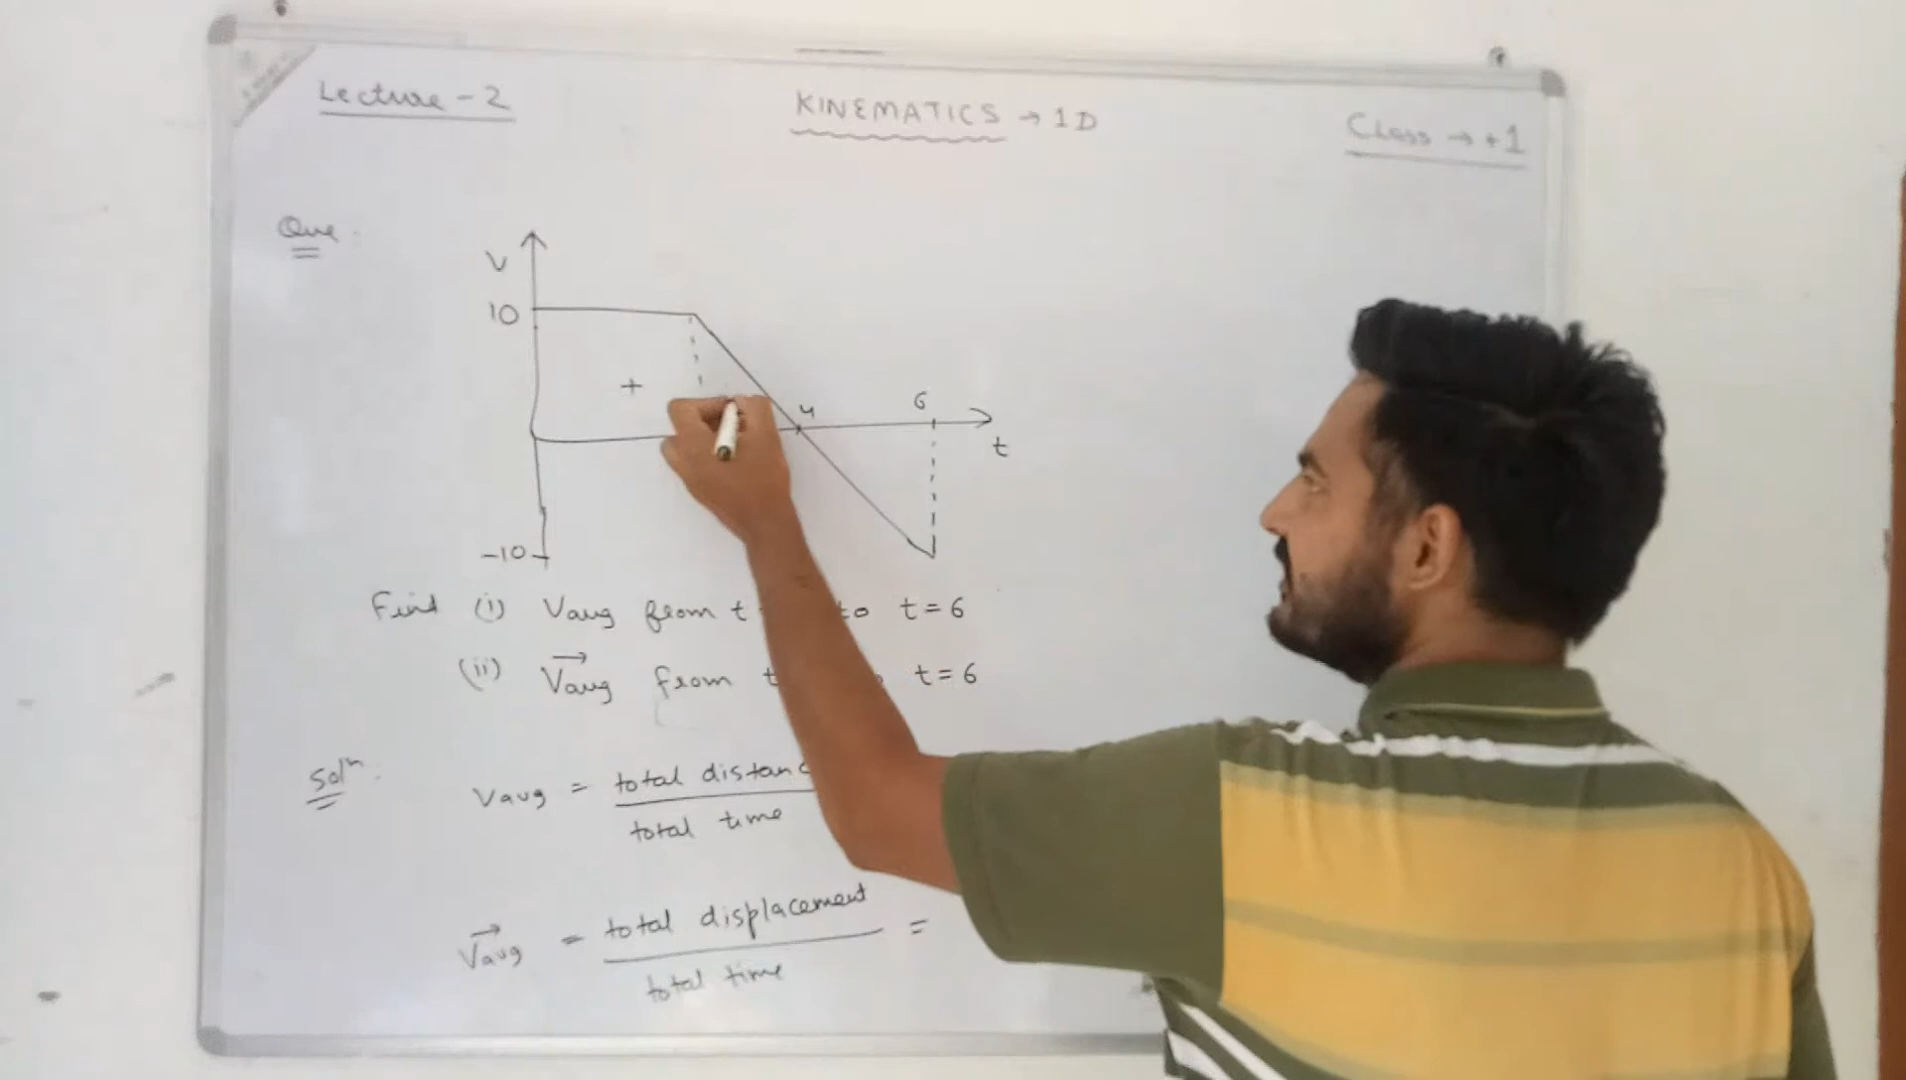 Lecture - 2
KINEMATICS → 1D
Class → +1
Que.
V
10
+
4
6
t
-10
Find (i) Vavg from t to t = 6
(ii) Vavg from t t = 6
Solⁿ.
Vavg = total distanc
total time
Vavg = total displacement =
total time